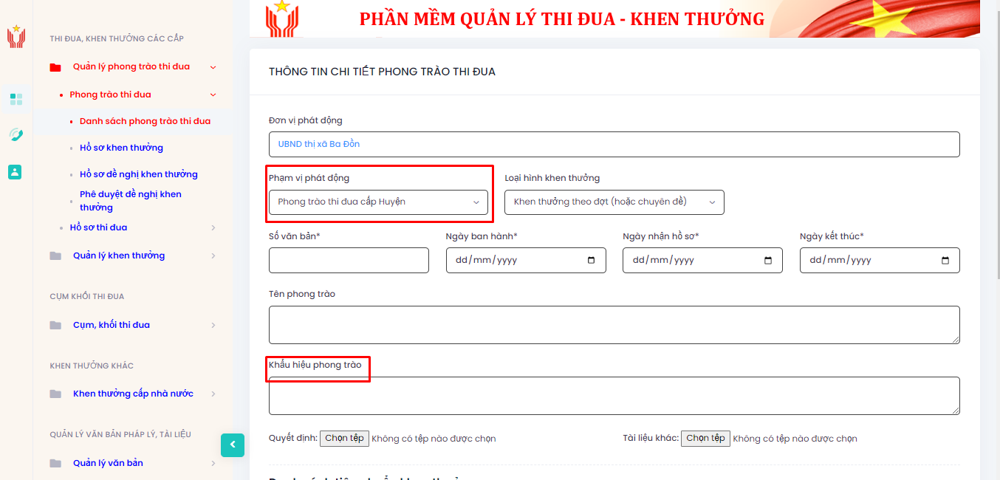 PHẦN MỀM QUẢN LÝ THI ĐUA - KHEN THƯỞNG
THI ĐUA, KHEN THƯỞNG CÁC CẤP
Quản lý phong trào thi đua
Phong trào thi đua
Danh sách phong trào thi đua
Hồ sơ khen thưởng
Hồ sơ đề nghị khen thưởng
Phê duyệt đề nghị khen
thưởng
Hồ sơ thi đua
Quản lý khen thưởng
CỤM KHỐI THI ĐUA
Cụm, khối thi đua
KHEN THƯỞNG KHÁC
Khen thưởng cấp nhà nước
QUẢN LÝ VĂN BẢN PHÁP LÝ, TÀI LIỆU
Quản lý văn bản
THÔNG TIN CHI TIẾT PHONG TRÀO THI ĐUA
Đơn vị phát động
UBND thị xã Ba Đồn
Phạm vị phát động
Loại hình khen thưởng
Phong trào thi đua cấp Huyện
Khen thưởng theo đợt (hoặc chuyên đề)
Số văn bản*
Ngày ban hành*
Ngày nhận hồ sơ*
Ngày kết thúc*
dd/mm/yyyy
dd/mm/yyyy
dd/mm/yyyy
Tên phong trào
Khẩu hiệu phong trào
Quyết định: Chọn tệp Không có tệp nào được chọn
Tài liệu khác: Chọn tệp Không có tệp nào được chọn